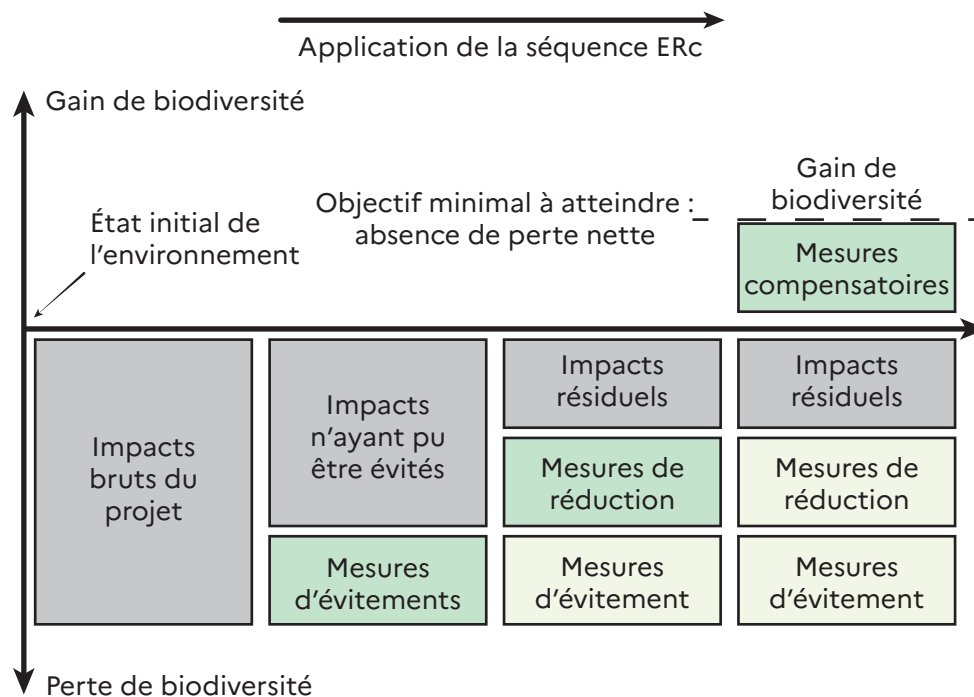 Application de la séquence ERc
Gain de biodiversité
État initial de
l'environnement
Objectif minimal à atteindre :
absence de perte nette
Gain de
biodiversité
Mesures
compensatoires
Impacts
bruts du
projet
Impacts
n'ayant pu
être évités
Mesures
d'évitements
Impacts
résiduels
Mesures de
réduction
Mesures
d'évitement
Impacts
résiduels
Mesures de
réduction
Mesures
d'évitement
Perte de biodiversité